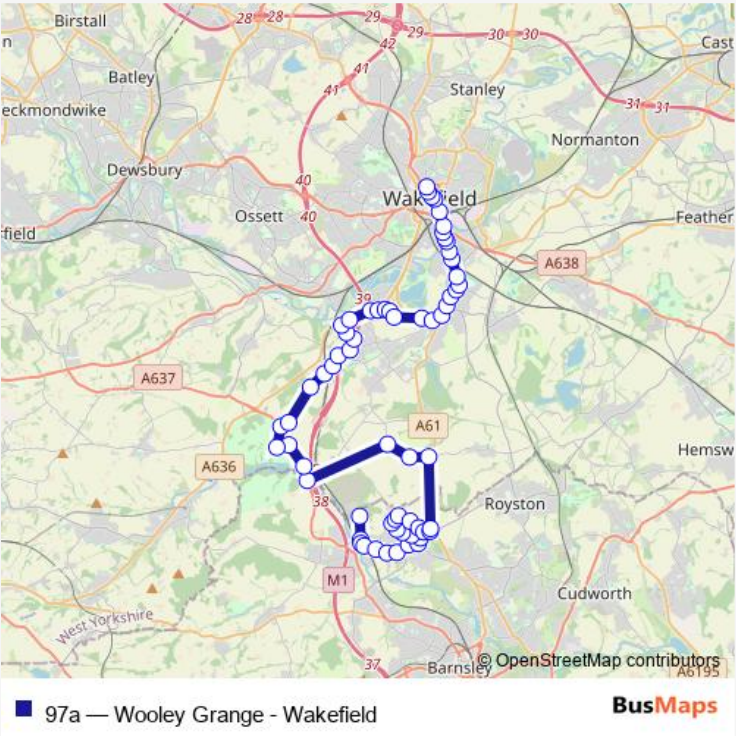 Birstall
28
28
29
29
30
30
42
n
Cast
Batley
41
41
Stanley
eckmondwike
31
31
Normanton
Dewsbury
40
40
Ossett
Wakefield
Feather
field
A638
39
A637
A61
A636
Hemsw
38
Royston
M1
Cudworth
West Yorkshire
37
Barnsley
© OpenStreetMap contributors
A6195
97a — Wooley Grange - Wakefield
BusMaps